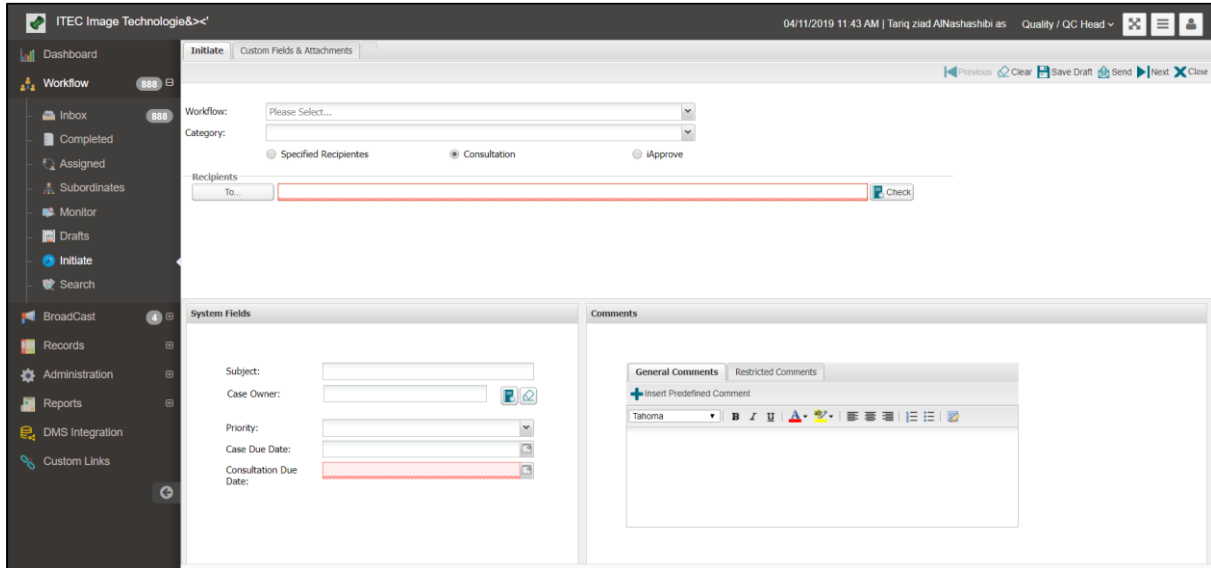 ITEC Image Technologie&><'
04/11/2019 11:43 AM | Tariq ziad AlNashashibi as Quality / QC Head
Dashboard
Workflow 888
Inbox 888
Completed
Assigned
Subordinates
Monitor
Drafts
Initiate
Search
BroadCast 4
Records
Administration
Reports
DMS Integration
Custom Links
Initiate Custom Fields & Attachments
Previous Clear Save Draft Send Next Close
Workflow: Please Select...
Category:
Specified Recipientes Consultation iApprove
Recipients
To... Check
System Fields
Subject:
Case Owner:
Priority:
Case Due Date:
Consultation Due
Date:
Comments
General Comments Restricted Comments
Insert Predefined Comment
Tahoma B I U A